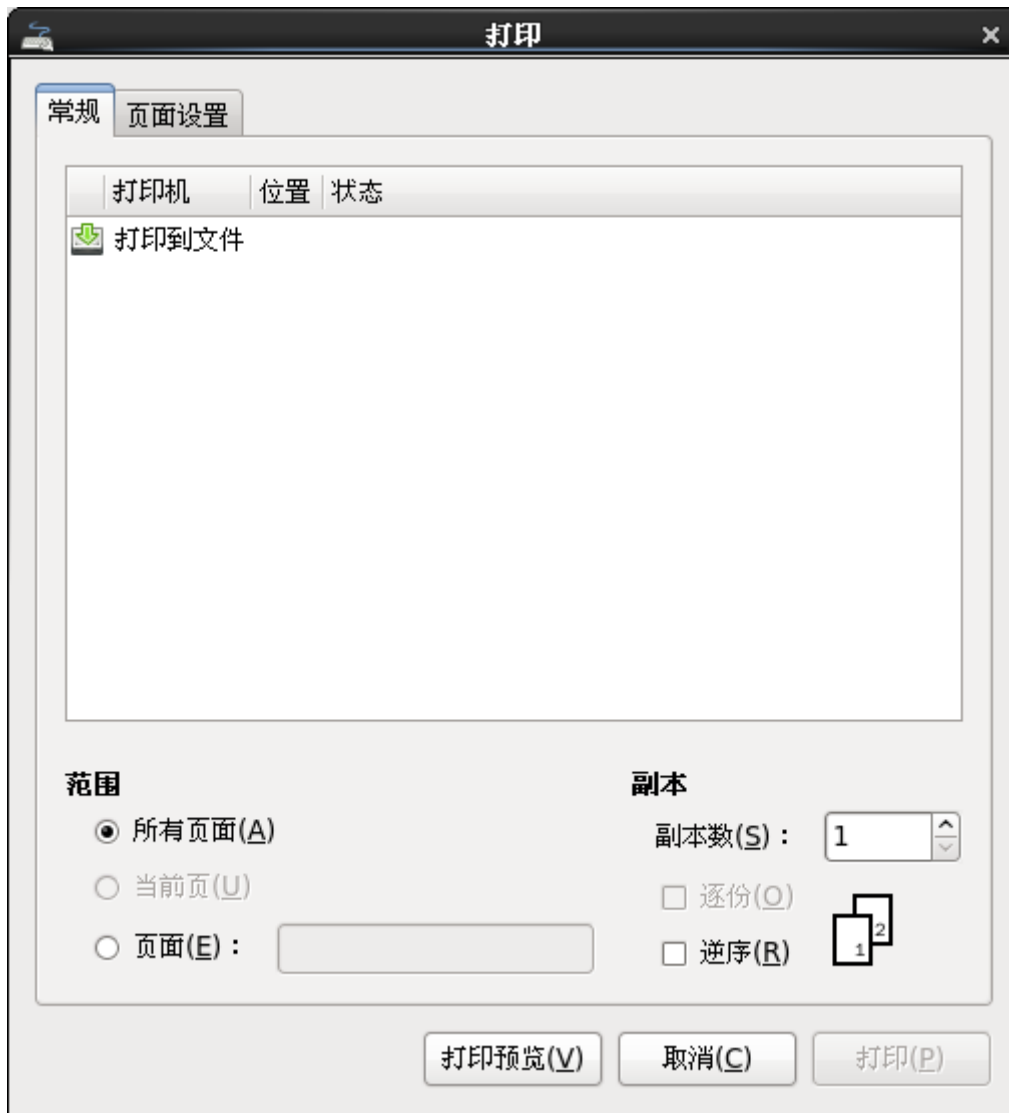 打印
常规 页面设置
打印机 位置 状态
打印到文件
范围 副本
所有页面(A) 副本数(S)： 1
当前页(U) 逐份(O)
页面(E)： 逆序(R)
1 2
打印预览(V) 取消(C) 打印(P)